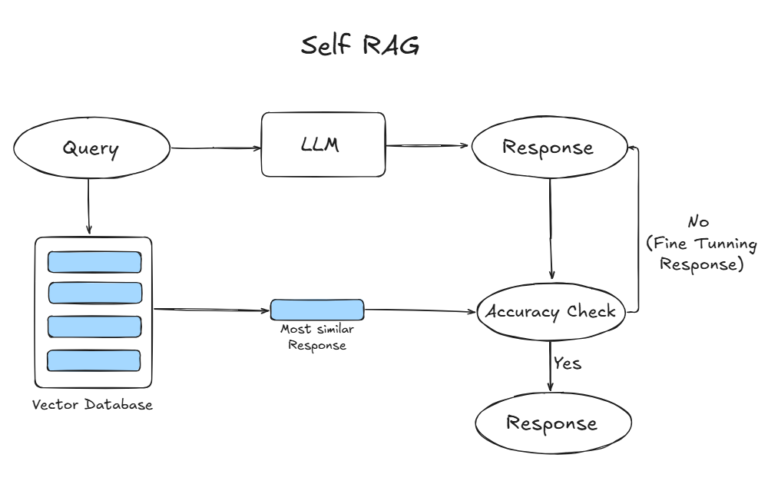 Self RAG
Query
LLM
Response
No
(Fine Tunning
Response)
Most similar
Response
Accuracy Check
Yes
Vector Database
Response